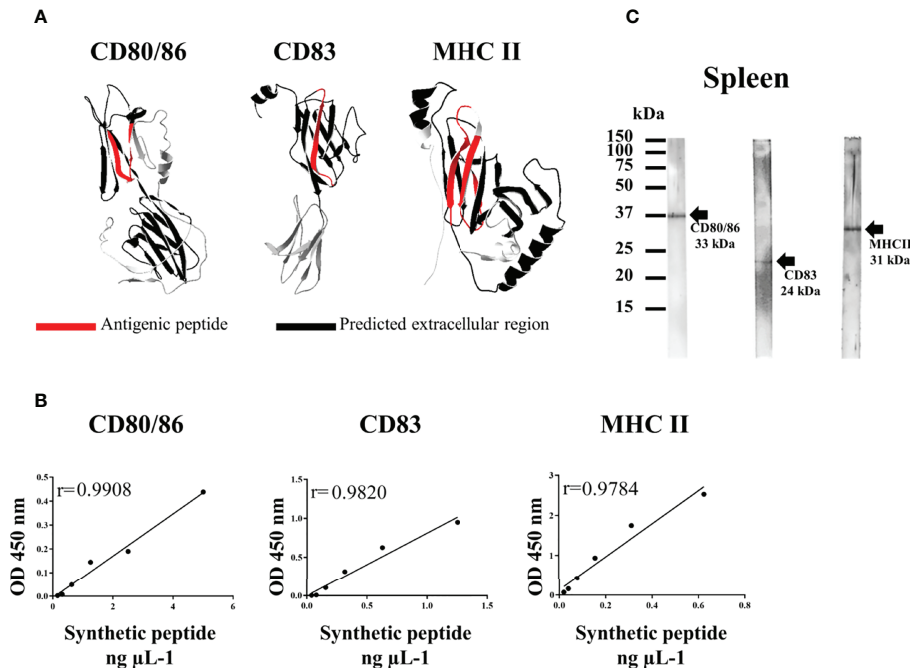 A
CD80/86 CD83 MHC II
Antigenic peptide Predicted extracellular region
C
Spleen
kDa
150
100
75
50
37
25
20
15
CD80/86
33 kDa
CD83
24 kDa
MHCII
31 kDa
B
CD80/86
r=0.9908
OD 450 nm
0.5
0.4
0.3
0.2
0.1
0.0
0 2 4 6
Synthetic peptide
ng µL-1
CD83
r=0.9820
OD 450 nm
1.5
1.0
0.5
0.0
0.0 0.5 1.0 1.5
Synthetic peptide
ng µL-1
MHC II
r=0.9784
OD 450 nm
3
2
1
0
0.0 0.2 0.4 0.6 0.8
Synthetic peptide
ng µL-1